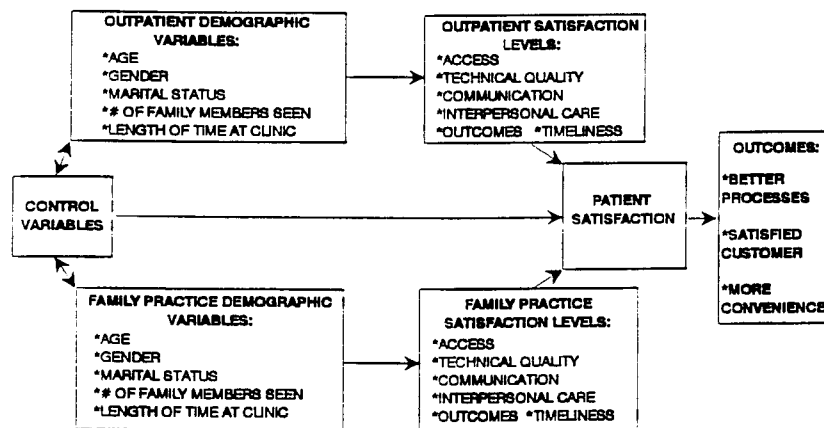 OUTPATIENT DEMOGRAPHIC
VARIABLES:
*AGE
*GENDER
*MARITAL STATUS
*# OF FAMILY MEMBERS SEEN
*LENGTH OF TIME AT CLINIC
OUTPATIENT SATISFACTION
LEVELS:
*ACCESS
*TECHNICAL QUALITY
*COMMUNICATION
*INTERPERSONAL CARE
*OUTCOMES *TIMELINESS
CONTROL
VARIABLES
PATIENT
SATISFACTION
OUTCOMES:
*BETTER
PROCESSES
*SATISFIED
CUSTOMER
*MORE
CONVENIENCE
FAMILY PRACTICE DEMOGRAPHIC
VARIABLES:
*AGE
*GENDER
*MARITAL STATUS
*# OF FAMILY MEMBERS SEEN
*LENGTH OF TIME AT CLINIC
FAMILY PRACTICE
SATISFACTION LEVELS:
*ACCESS
*TECHNICAL QUALITY
*COMMUNICATION
*INTERPERSONAL CARE
*OUTCOMES *TIMELINESS